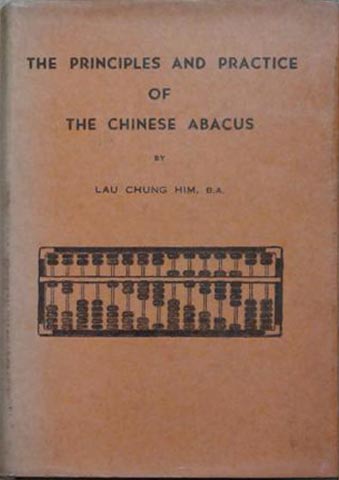 THE PRINCIPLES AND PRACTICE
OF
THE CHINESE ABACUS
BY
LAU CHUNG HIM, B.A.